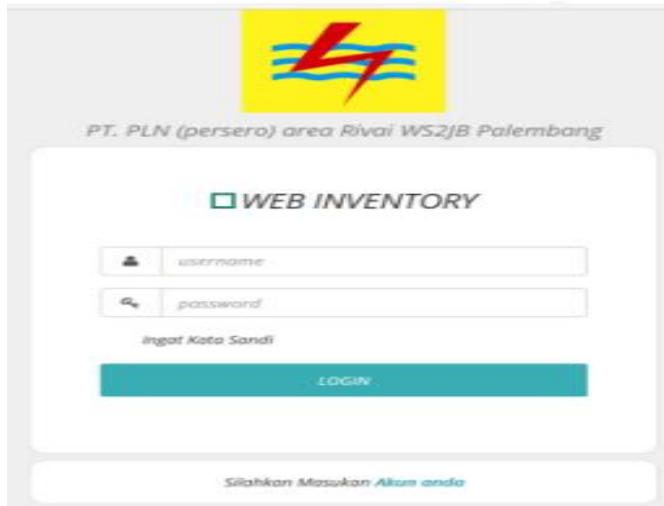 PT. PLN (persero) area Rivai WS2JB Palembang
WEB INVENTORY
username
password
Ingat Kata Sandi
LOGIN
Silahkan Masukan Akun anda